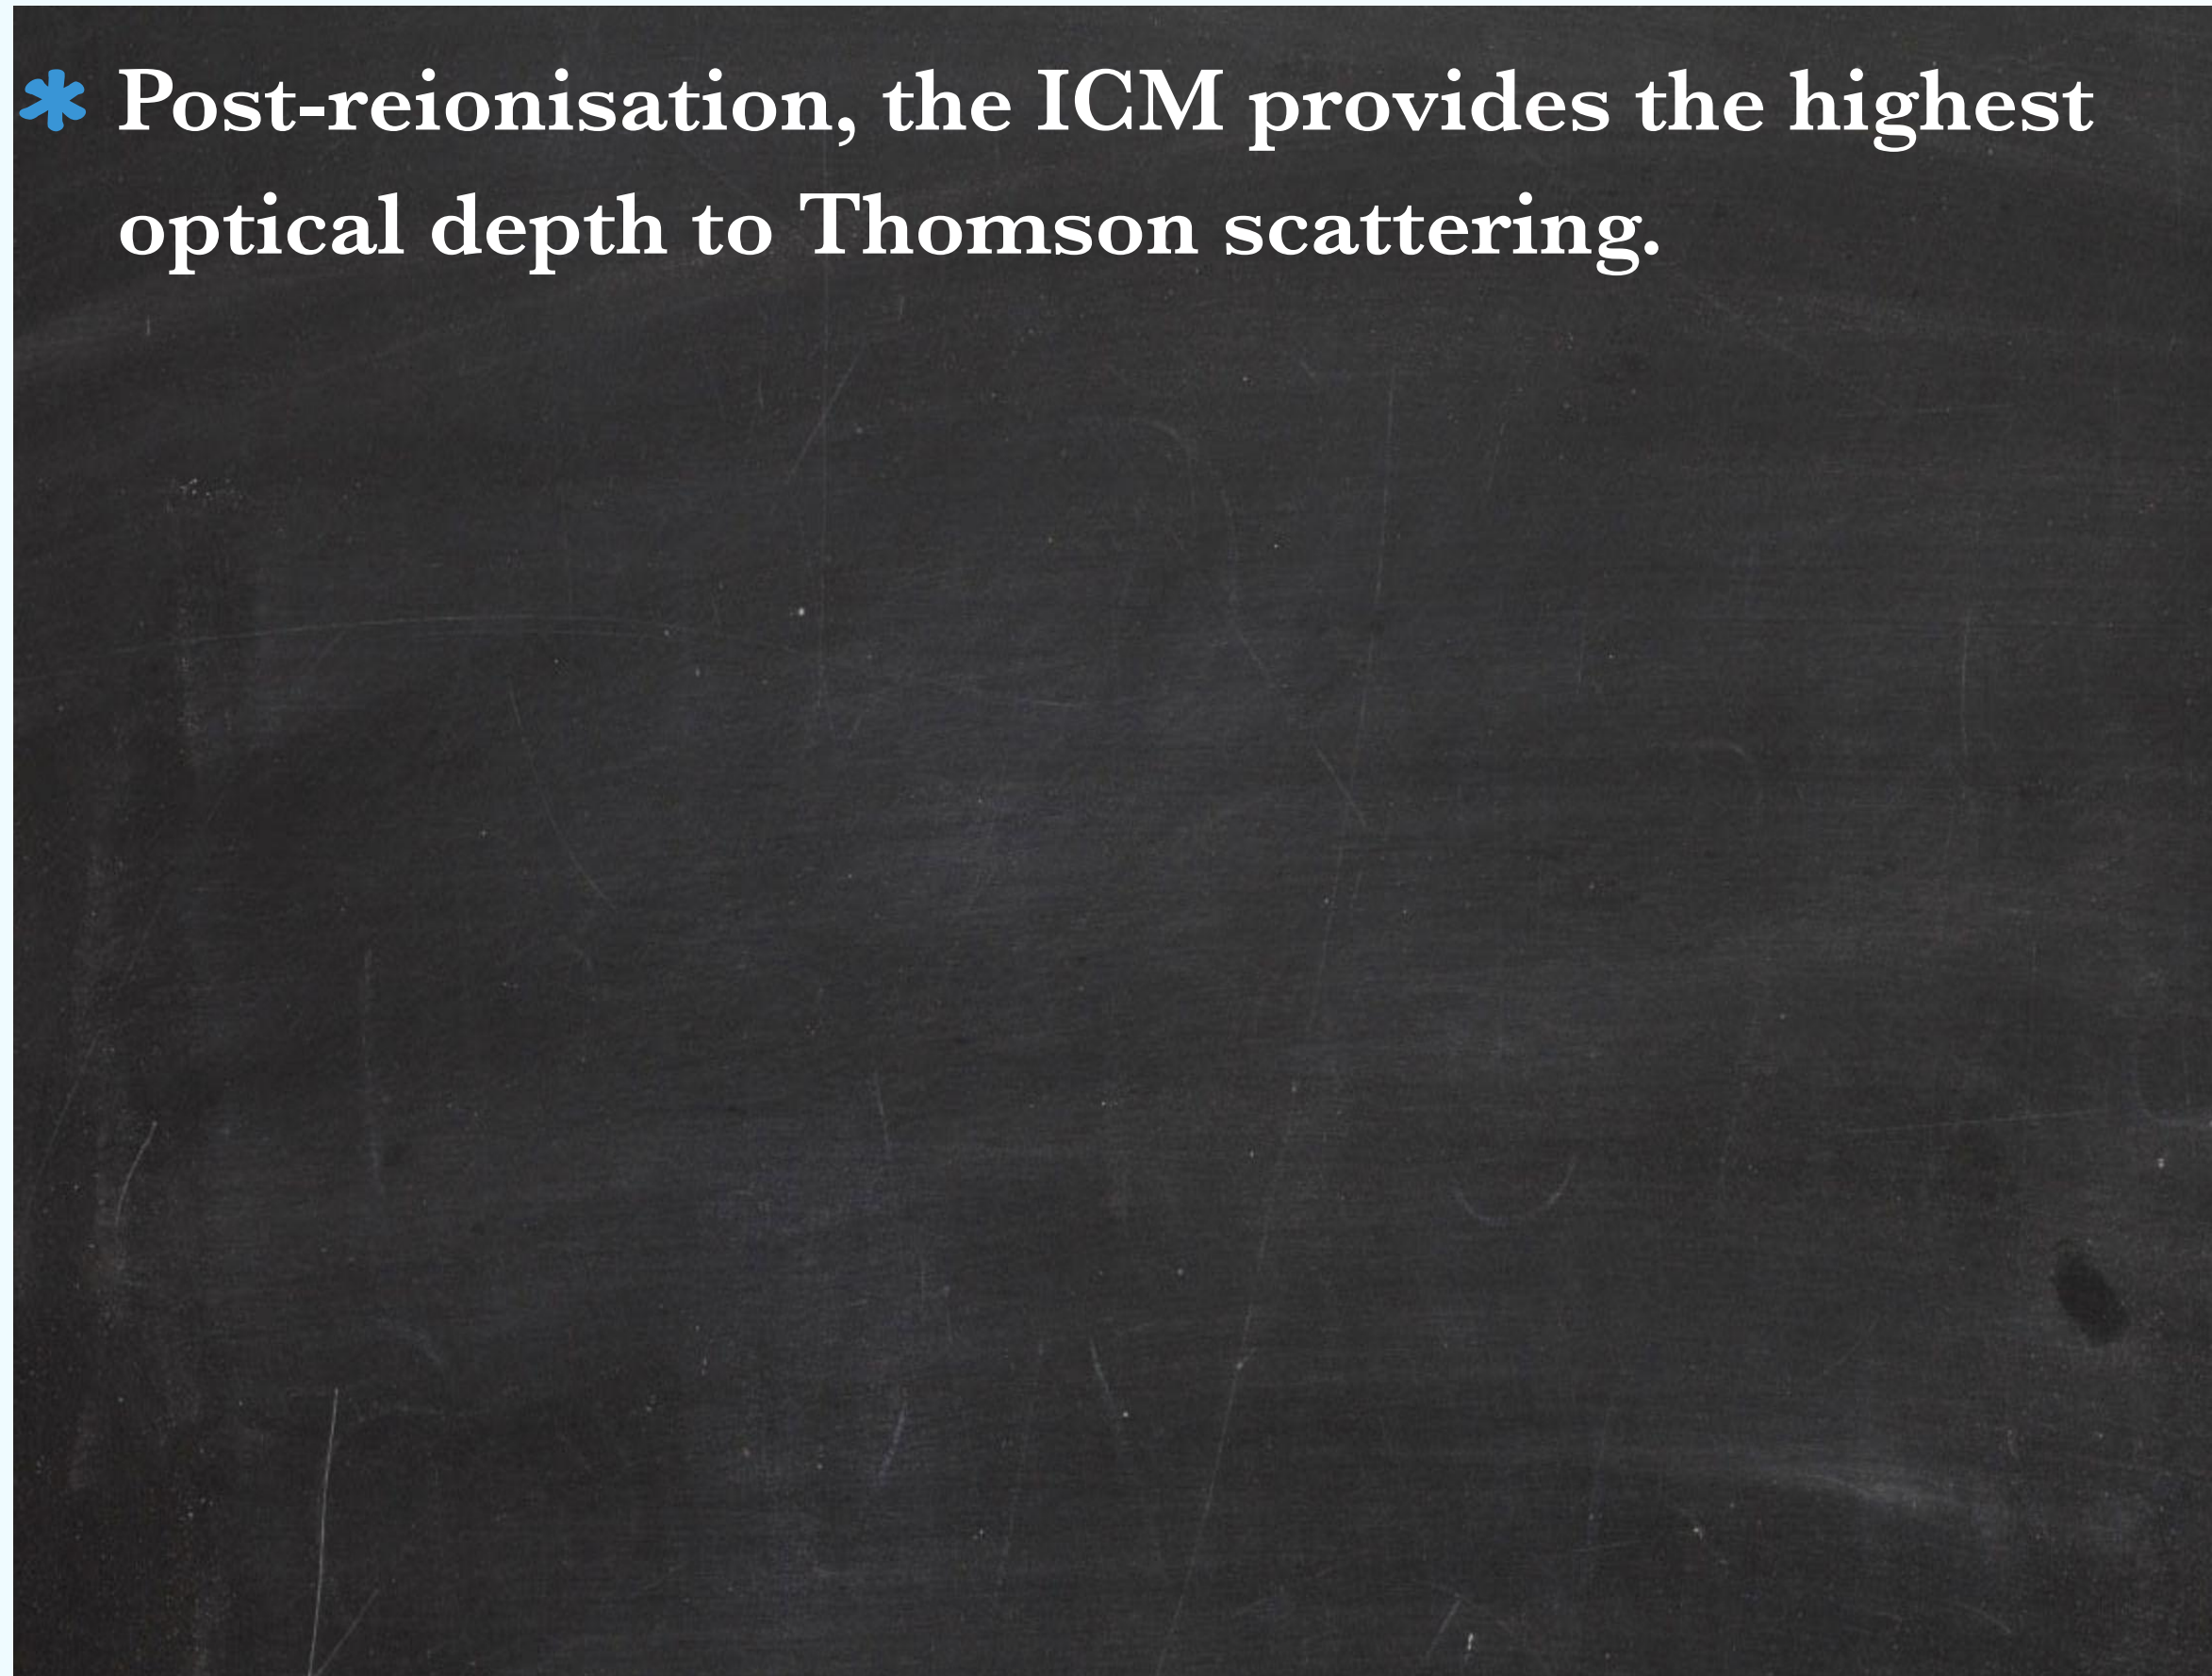 * Post-reionisation, the ICM provides the highest
optical depth to Thomson scattering.